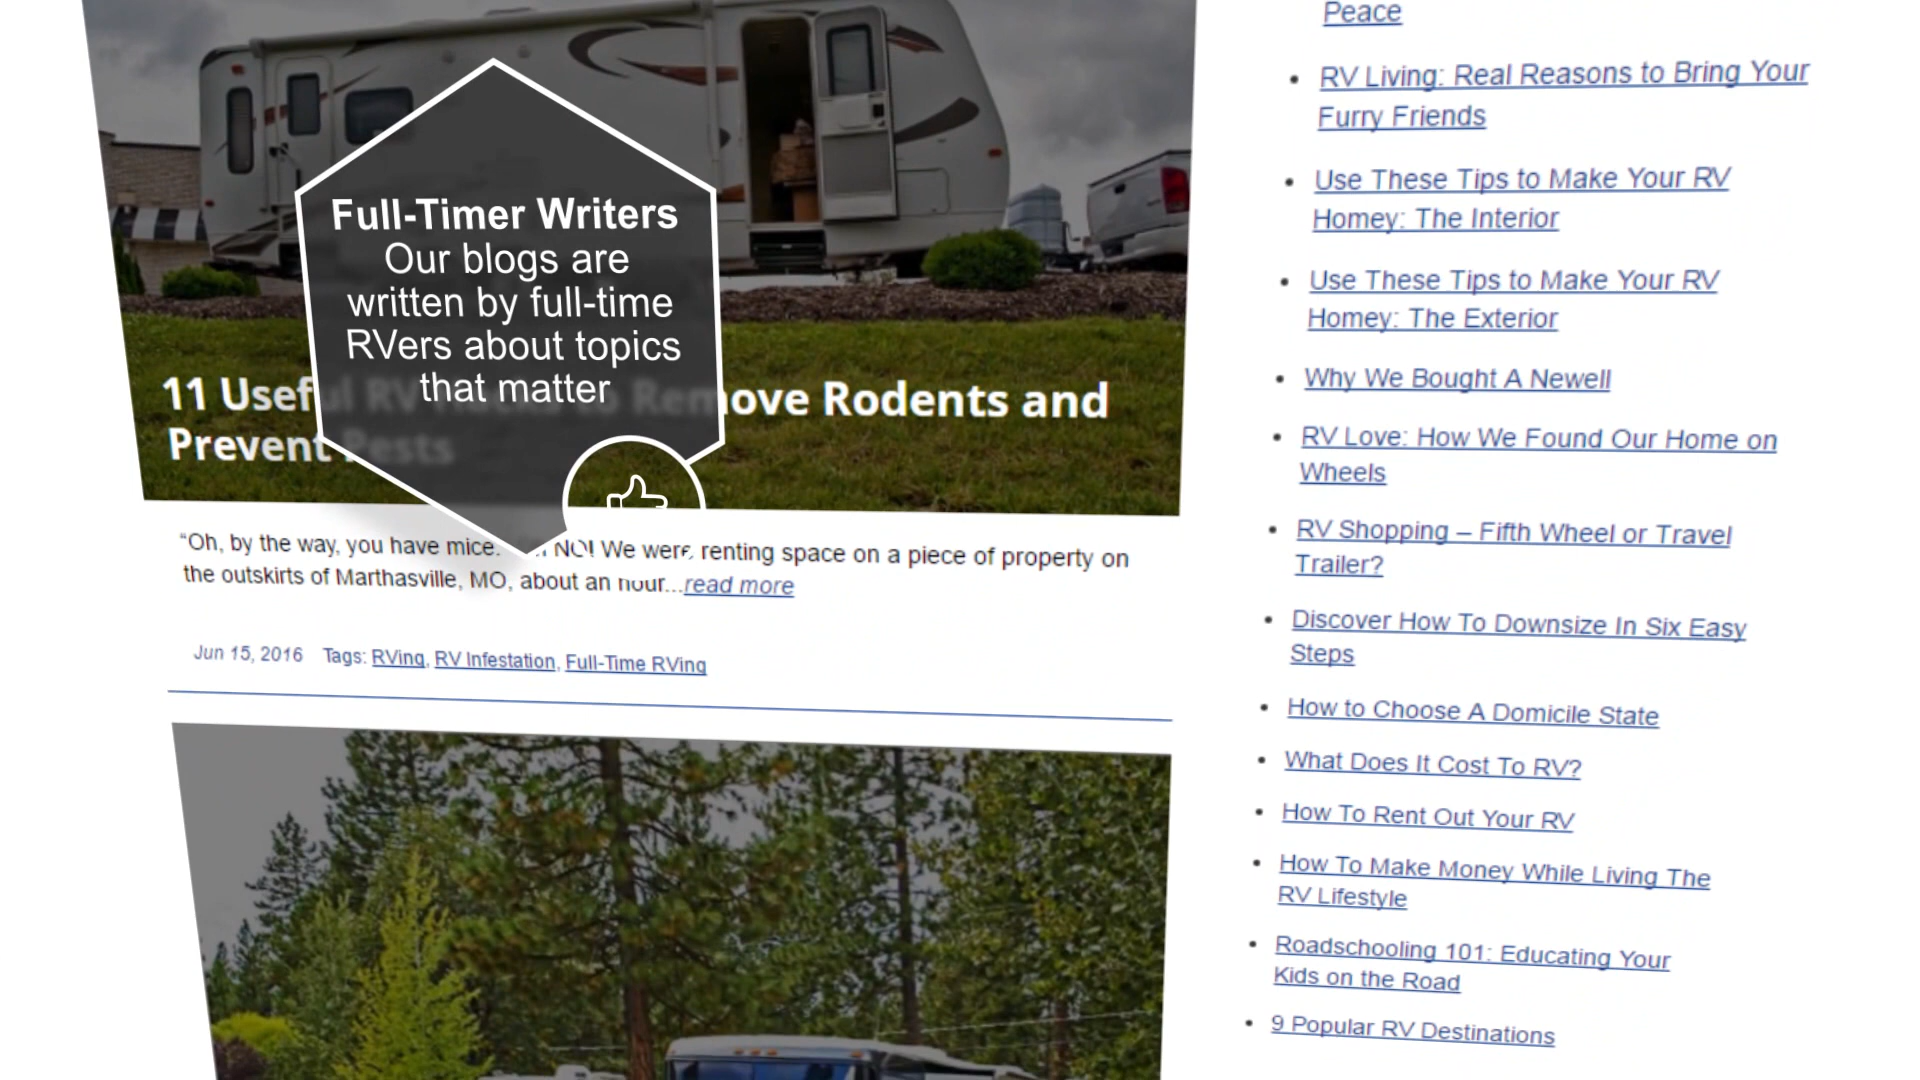 Full-Timer Writers
Our blogs are
written by full-time
RVers about topics
that matter
11 Useful RV Hacks to Remove Rodents and
Prevent Pests
“Oh, by the way, you have mice. NO! We were renting space on a piece of property on
the outskirts of Marthasville, MO, about an hour...read more
Jun 15, 2016 Tags: RVing, RV Infestation, Full-Time RVing
Peace
RV Living: Real Reasons to Bring Your
Furry Friends
Use These Tips to Make Your RV
Homey: The Interior
Use These Tips to Make Your RV
Homey: The Exterior
Why We Bought A Newell
RV Love: How We Found Our Home on
Wheels
RV Shopping – Fifth Wheel or Travel
Trailer?
Discover How To Downsize In Six Easy
Steps
How to Choose A Domicile State
What Does It Cost To RV?
How To Rent Out Your RV
How To Make Money While Living The
RV Lifestyle
Roadschooling 101: Educating Your
Kids on the Road
9 Popular RV Destinations